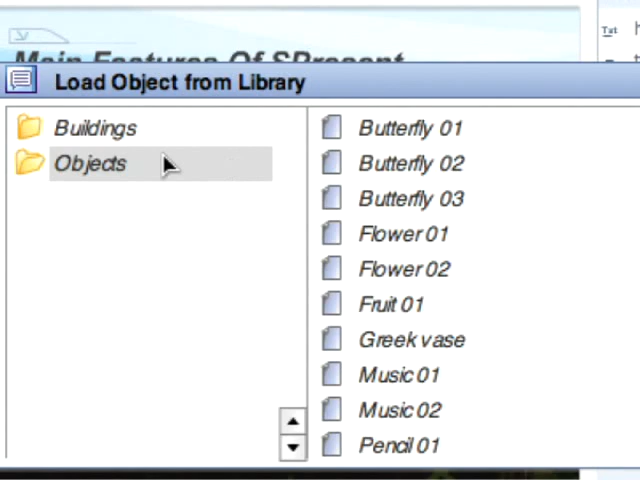 Main Features Of SPresent
Load Object from Library
Buildings
Objects
Butterfly 01
Butterfly 02
Butterfly 03
Flower 01
Flower 02
Fruit 01
Greek vase
Music 01
Music 02
Pencil 01